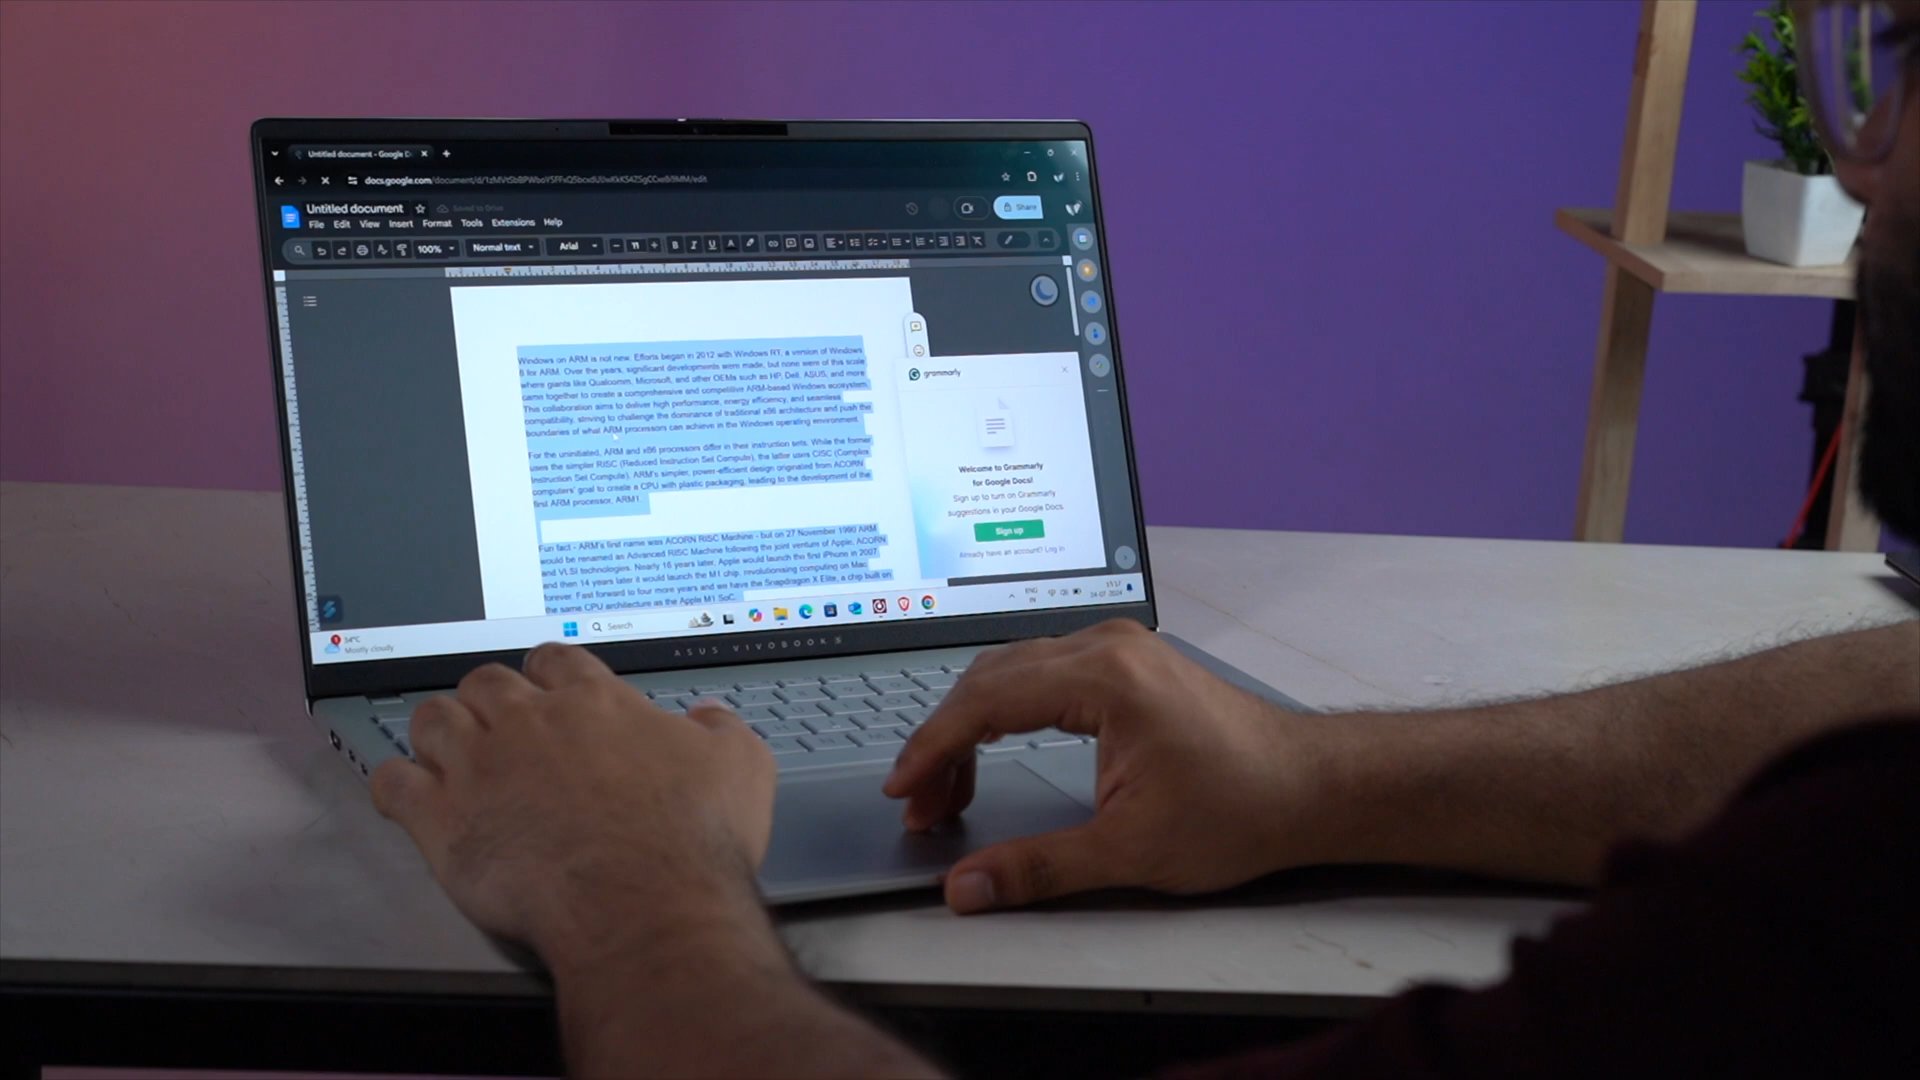 Untitled document - Google D
docs.google.com/document/d/
Untitled document
Saved to Drive
Share
File Edit View Insert Format Tools Extensions Help
100% Normal text Arial 11
Windows on ARM is not new. Efforts began in 2012 with Windows RT, a version of Windows
8 for ARM. Over the years, significant developments were made, but none were of this scale
where giants like Qualcomm, Microsoft, and other OEMs such as HP, Dell, ASUS, and more
came together to create a comprehensive and competitive ARM-based Windows ecosystem.
This collaboration aims to deliver high performance, energy efficiency, and seamless
compatibility, striving to challenge the dominance of traditional x86 architecture and push the
boundaries of what ARM processors can achieve in the Windows operating environment.
For the uninitiated, ARM and x86 processors differ in their instruction sets. While the former
uses the simpler RISC (Reduced Instruction Set Compute), the latter uses CISC (Complex
Instruction Set Compute). ARM's simpler, power-efficient design originated from ACORN
computers' goal to create a CPU with plastic packaging, leading to the development of the
first ARM processor, ARM1.
Fun fact - ARM's first name was ACORN RISC Machine - but on 27 November 1990 ARM
would be renamed as Advanced RISC Machine following the joint venture of Apple, ACORN
and VLSI technologies. Nearly 16 years later, Apple would launch the first iPhone in 2007
and then 14 years later it would launch the M1 chip, revolutionising computing on Mac
forever. Fast forward to four more years and we have the Snapdragon X Elite, a chip built on
the same CPU architecture as the Apple M1 SoC.
grammarly
Welcome to Grammarly
for Google Docs!
Sign up to turn on Grammarly
suggestions in your Google Docs.
Sign up
Already have an account? Log in
34°C
Mostly cloudy
Search
ENG
IN
15:17
24-07-2024
ASUS VIVOBOOK S